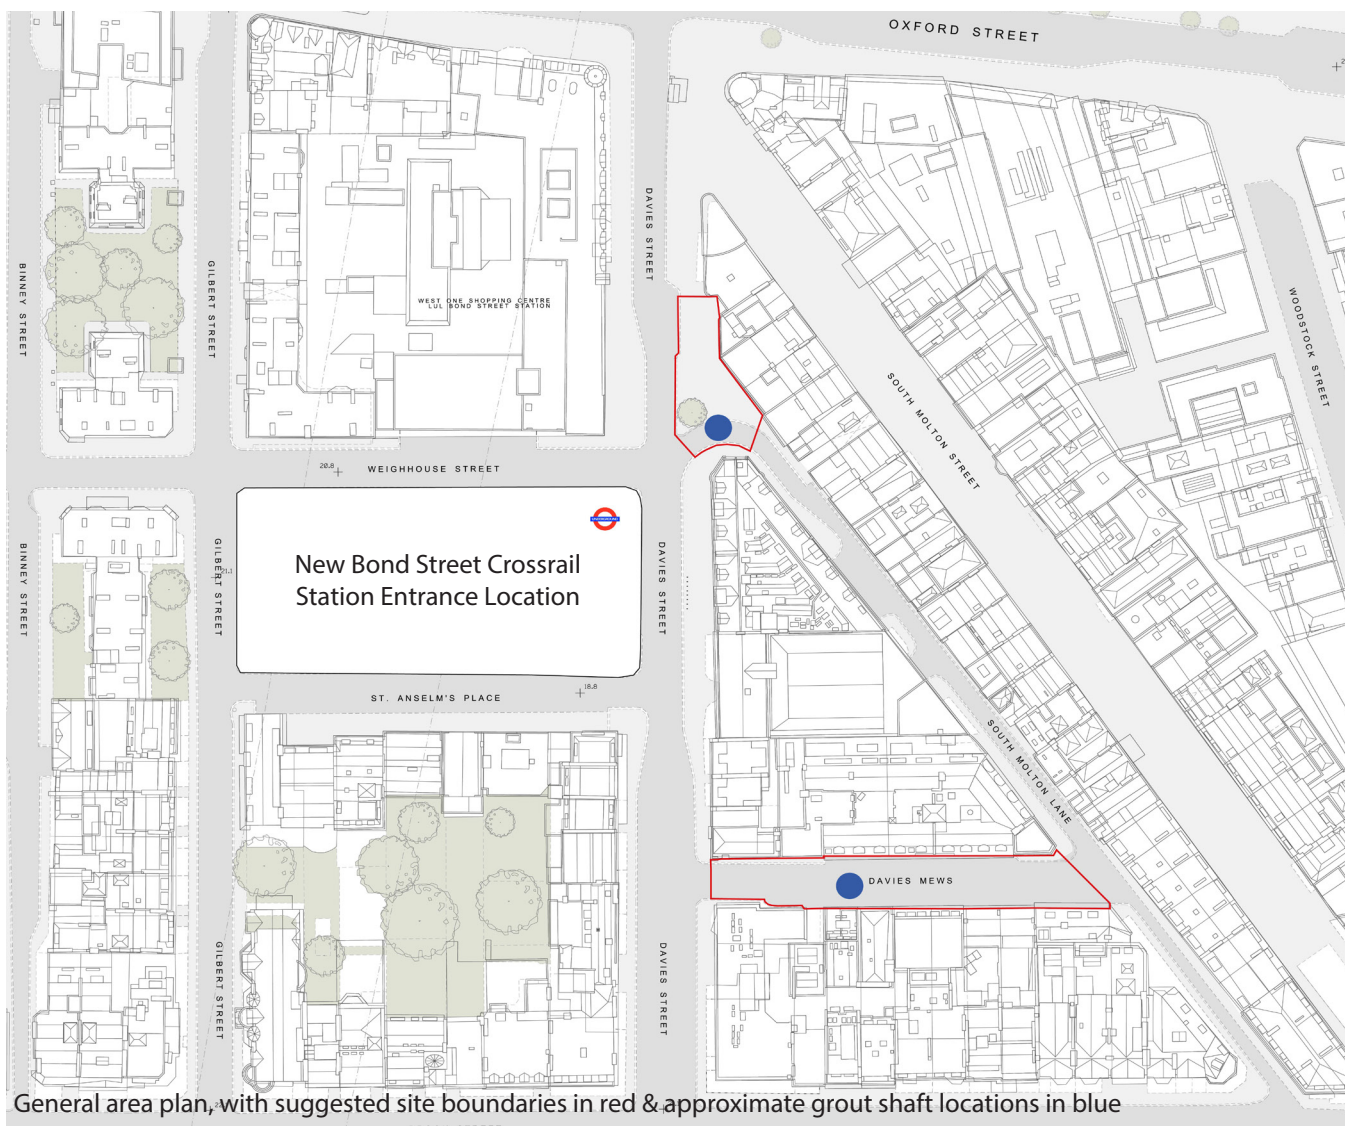 OXFORD STREET
DAVIES STREET
BINNEY STREET
GILBERT STREET
WEST ONE SHOPPING CENTRE
LUL BOND STREET STATION
WOODSTOCK STREET
SOUTH MOLTON STREET
20.8
WEIGHHOUSE STREET
UNDERGROUND
New Bond Street Crossrail
Station Entrance Location
BINNEY STREET
GILBERT STREET
21.1
DAVIES STREET
18.8
ST. ANSELM'S PLACE
SOUTH MOLTON LANE
DAVIES MEWS
GILBERT STREET
DAVIES STREET
General area plan, with suggested site boundaries in red & approximate grout shaft locations in blue